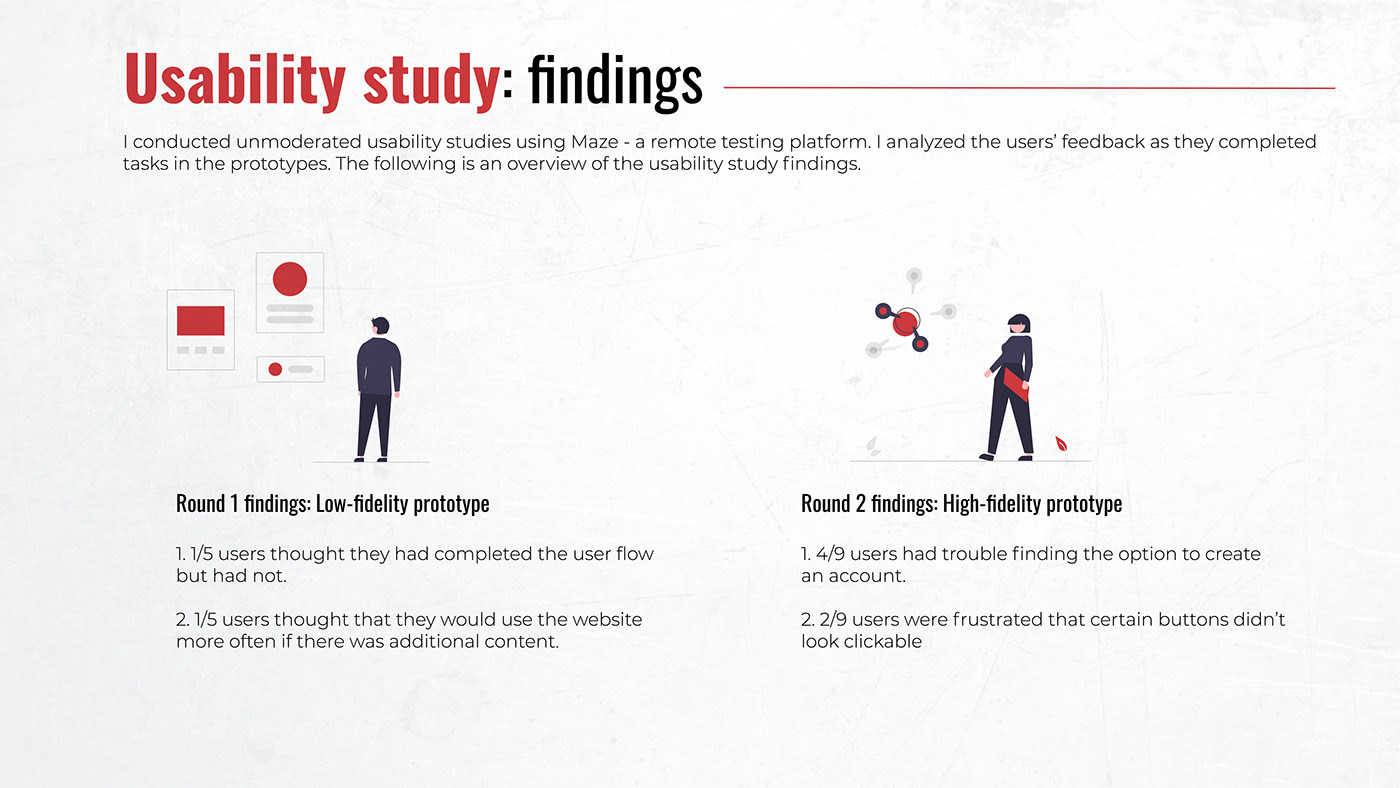 Usability study: findings
I conducted unmoderated usability studies using Maze - a remote testing platform. I analyzed the users’ feedback as they completed
tasks in the prototypes. The following is an overview of the usability study findings.
Round 1 findings: Low-fidelity prototype
1. 1/5 users thought they had completed the user flow
but had not.
2. 1/5 users thought that they would use the website
more often if there was additional content.
Round 2 findings: High-fidelity prototype
1. 4/9 users had trouble finding the option to create
an account.
2. 2/9 users were frustrated that certain buttons didn’t
look clickable